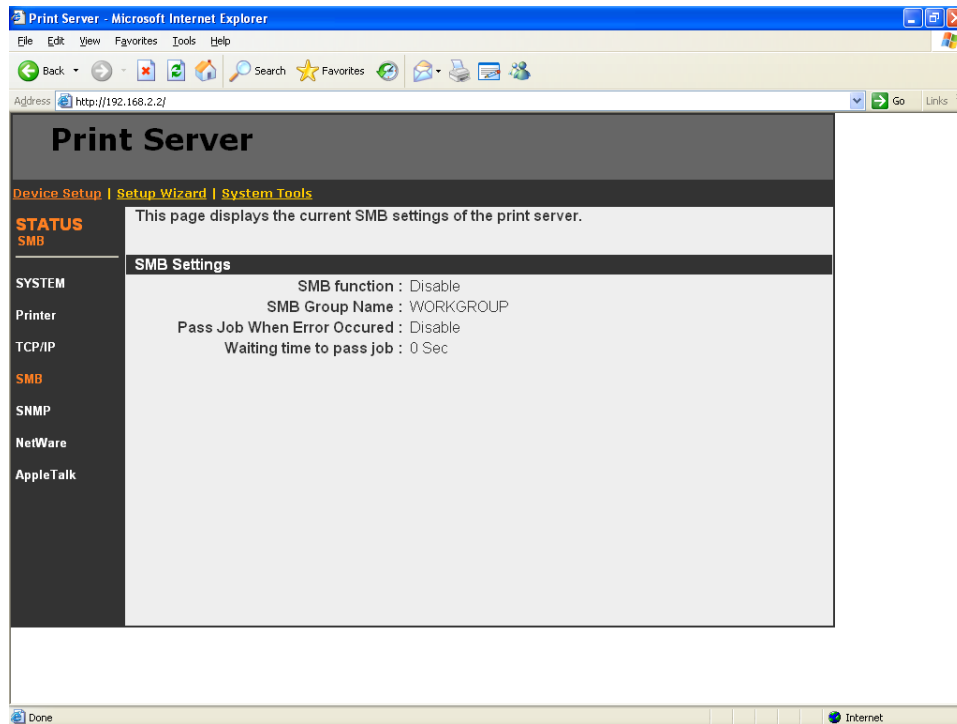 Print Server - Microsoft Internet Explorer
File Edit View Favorites Tools Help
Back Search Favorites
Address http://192.168.2.2/ Go Links
Print Server
Device Setup | Setup Wizard | System Tools
STATUS
SMB
SYSTEM
Printer
TCP/IP
SMB
SNMP
NetWare
AppleTalk
This page displays the current SMB settings of the print server.
SMB Settings
SMB function : Disable
SMB Group Name : WORKGROUP
Pass Job When Error Occured : Disable
Waiting time to pass job : 0 Sec
Done Internet